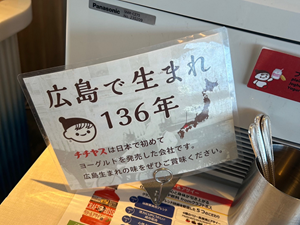 Panasonic
広島で生まれ
136年
チチヤスは日本で初めて
ヨーグルトを発売した会社です。
広島生まれの味をぜひご賞味ください。